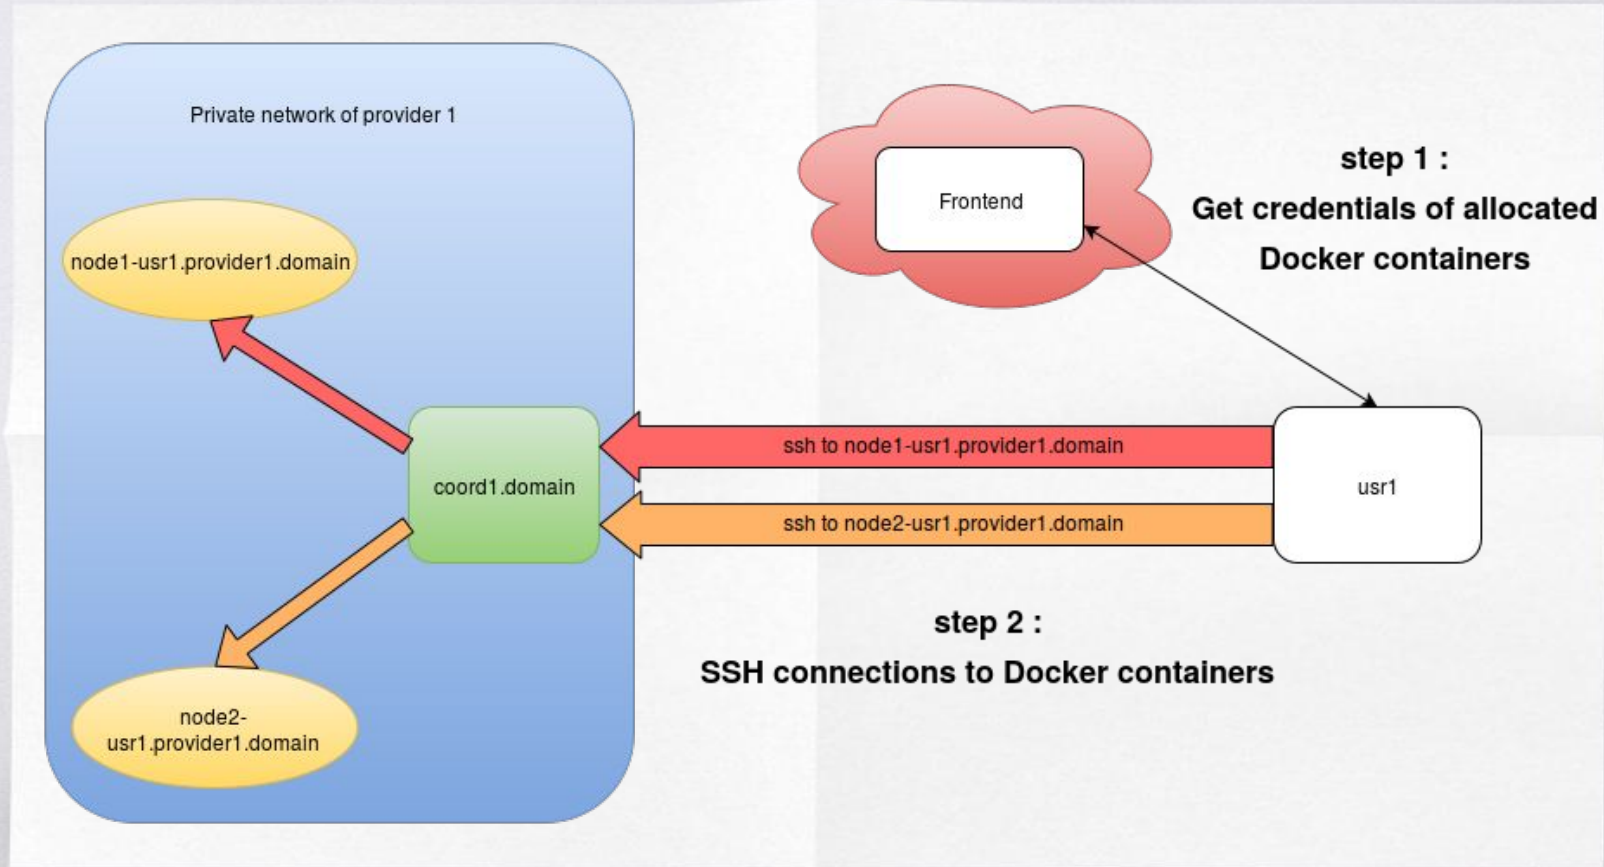 Private network of provider 1
node1-usr1.provider1.domain
coord1.domain
node2-
usr1.provider1.domain
Frontend
step 1 :
Get credentials of allocated
Docker containers
ssh to node1-usr1.provider1.domain
ssh to node2-usr1.provider1.domain
usr1
step 2 :
SSH connections to Docker containers